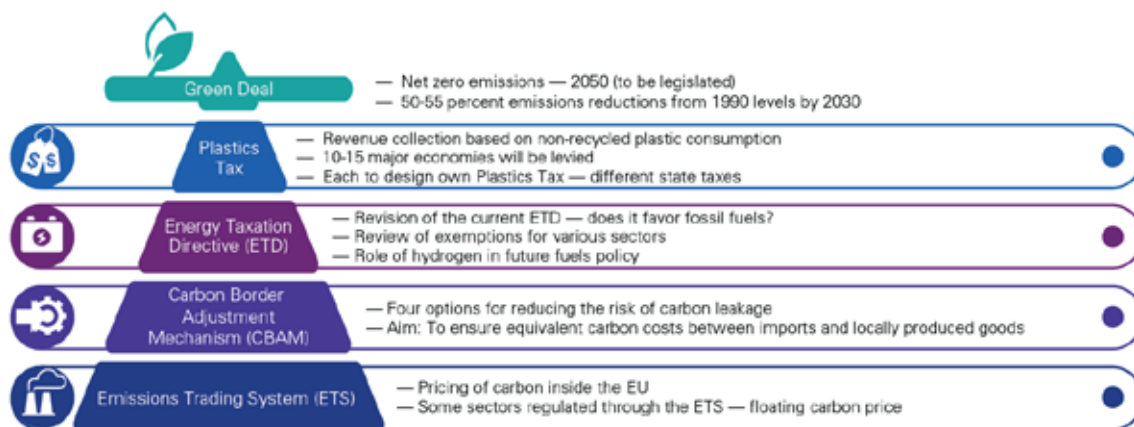 Green Deal
— Net zero emissions — 2050 (to be legislated)
— 50-55 percent emissions reductions from 1990 levels by 2030
$ $
Plastics
Tax
— Revenue collection based on non-recycled plastic consumption
— 10-15 major economies will be levied
— Each to design own Plastics Tax — different state taxes
Energy Taxation
Directive (ETD)
— Revision of the current ETD — does it favor fossil fuels?
— Review of exemptions for various sectors
— Role of hydrogen in future fuels policy
Carbon Border
Adjustment
Mechanism (CBAM)
— Four options for reducing the risk of carbon leakage
— Aim: To ensure equivalent carbon costs between imports and locally produced goods
Emissions Trading System (ETS)
— Pricing of carbon inside the EU
— Some sectors regulated through the ETS — floating carbon price